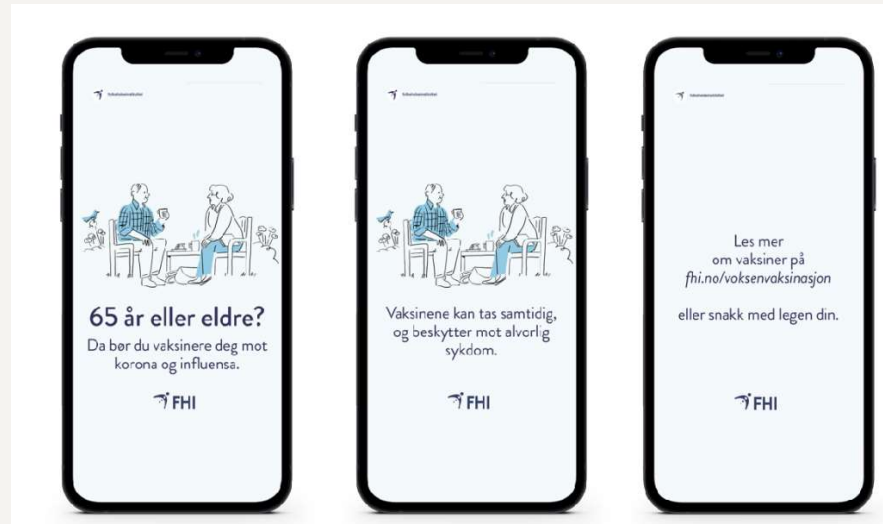 65 år eller eldre?
Da bør du vaksinere deg mot
korona og influensa.
FHI
Vaksinene kan tas samtidig,
og beskytter mot alvorlig
sykdom.
FHI
Les mer
om vaksiner på
fhi.no/voksenvaksinasjon
eller snakk med legen din.
FHI